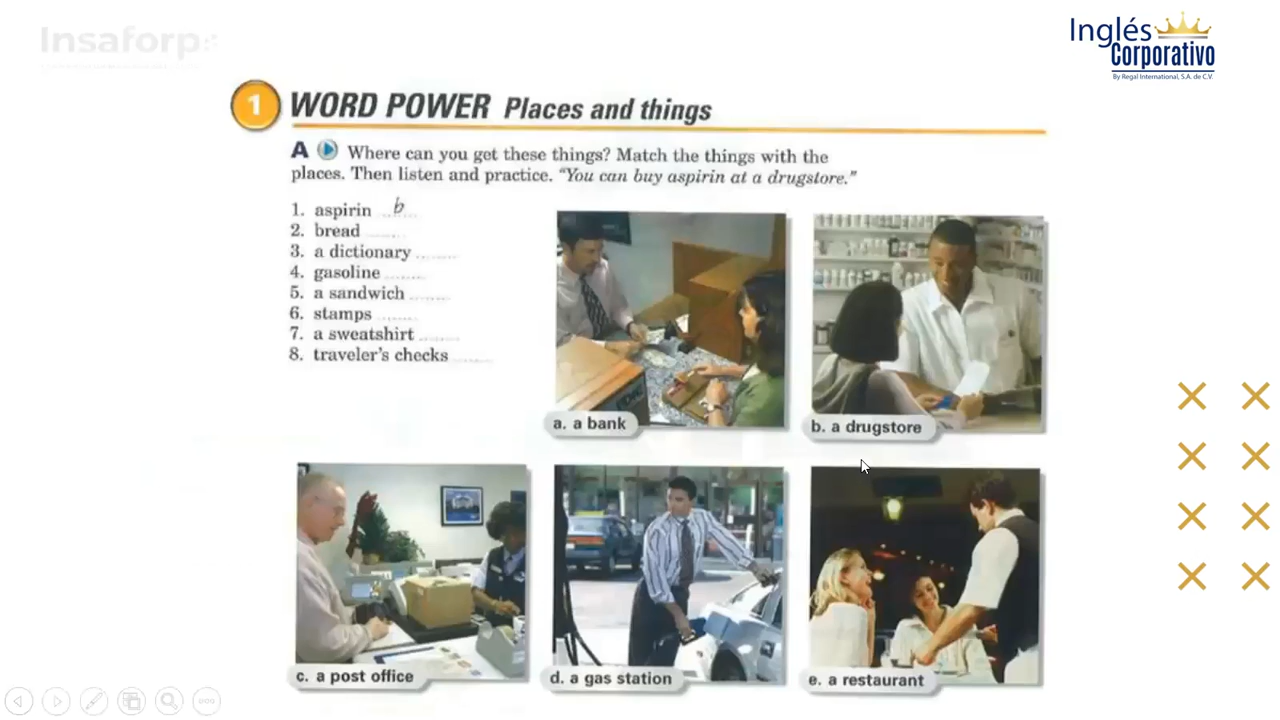 Insaforp
Inglés
Corporativo
By Regal International, S.A. de C.V.
1 WORD POWER Places and things
A Where can you get these things? Match the things with the
places. Then listen and practice. “You can buy aspirin at a drugstore.”
1. aspirin b
2. bread
3. a dictionary
4. gasoline
5. a sandwich
6. stamps
7. a sweatshirt
8. traveler's checks
a. a bank
b. a drugstore
c. a post office
d. a gas station
e. a restaurant